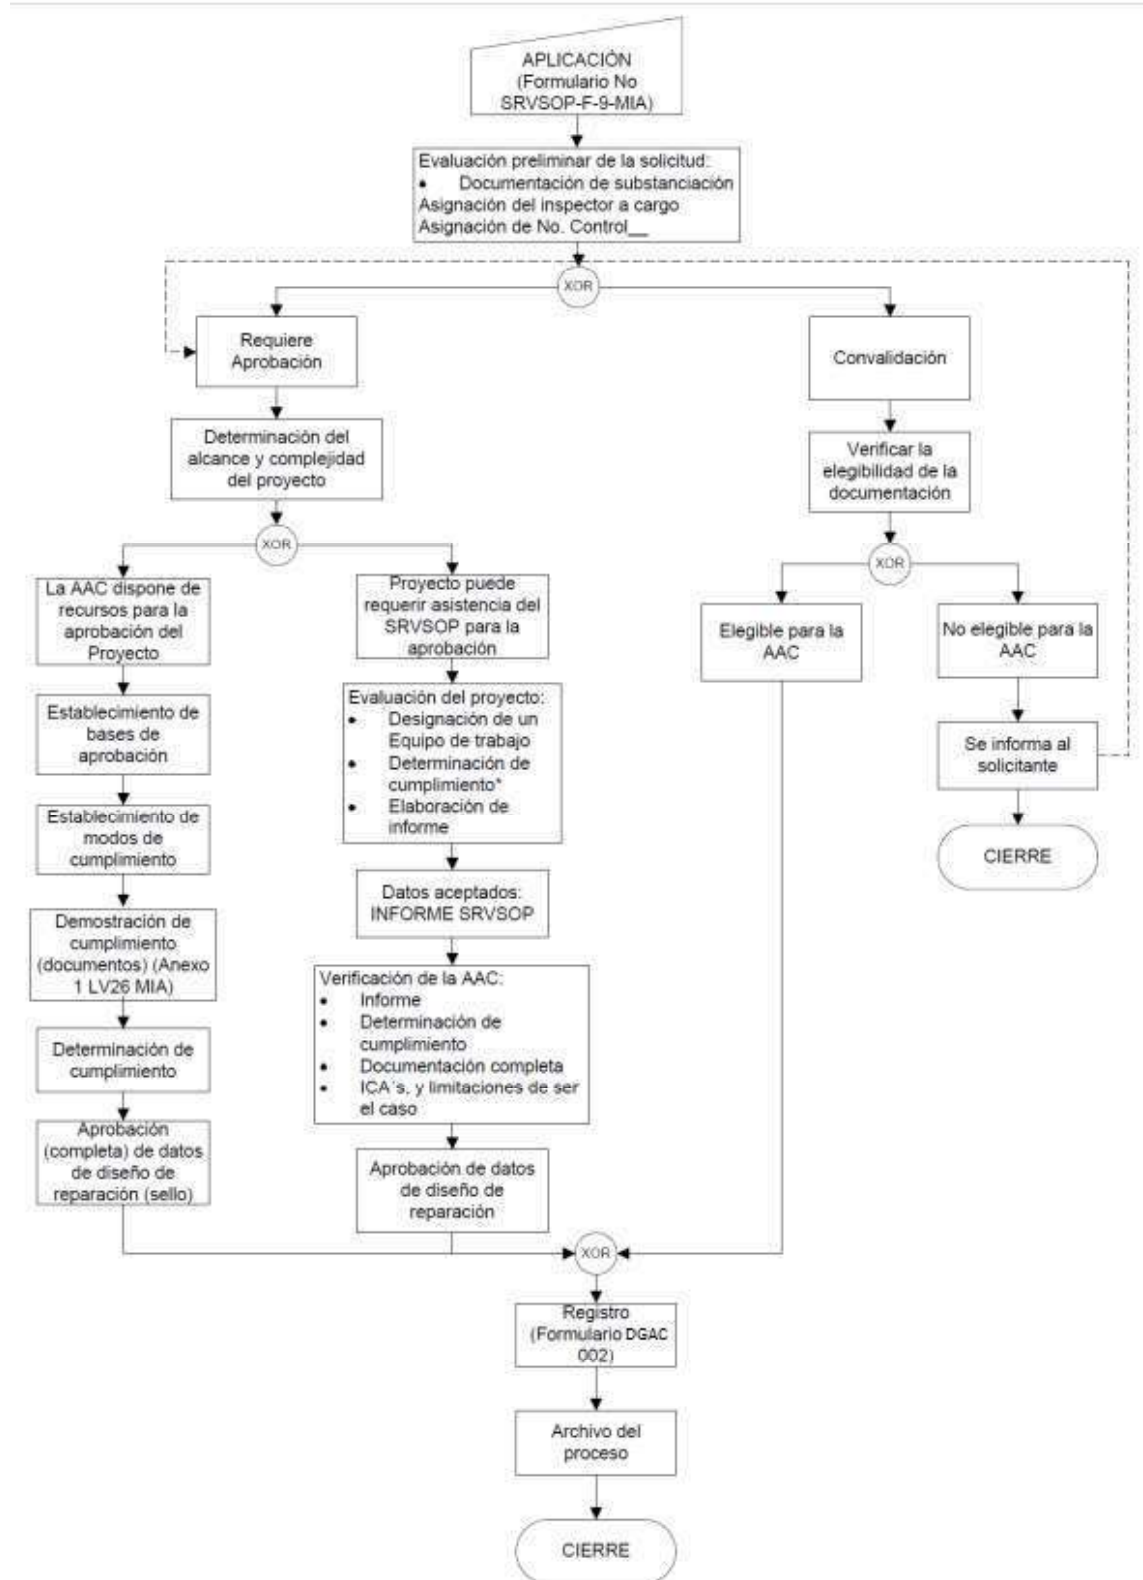 APLICACIÓN
(Formulario No
SRVSOP-F-9-MIA)
Evaluación preliminar de la solicitud:
• Documentación de substanciación
Asignación del inspector a cargo
Asignación de No. Control__
XOR
Requiere
Aprobación
Convalidación
Determinación del
alcance y complejidad
del proyecto
Verificar la
elegibilidad de la
documentación
XOR
XOR
La AAC dispone de
recursos para la
aprobación del
Proyecto
Proyecto puede
requerir asistencia del
SRVSOP para la
aprobación
Elegible para la
AAC
No elegible para la
AAC
Establecimiento de
bases de
aprobación
Evaluación del proyecto:
• Designación de un
Equipo de trabajo
• Determinación de
cumplimiento*
• Elaboración de
informe
Se informa al
solicitante
Establecimiento de
modos de
cumplimiento
CIERRE
Demostración de
cumplimiento
(documentos) (Anexo
1 LV26 MIA)
Datos aceptados:
INFORME SRVSOP
Determinación de
cumplimiento
Verificación de la AAC:
• Informe
• Determinación de
cumplimiento
• Documentación completa
• ICA´s, y limitaciones de ser
el caso
Aprobación
(completa) de datos
de diseño de
reparación (sello)
Aprobación de datos
de diseño de
reparación
XOR
Registro
(Formulario DGAC
002)
Archivo del
proceso
CIERRE